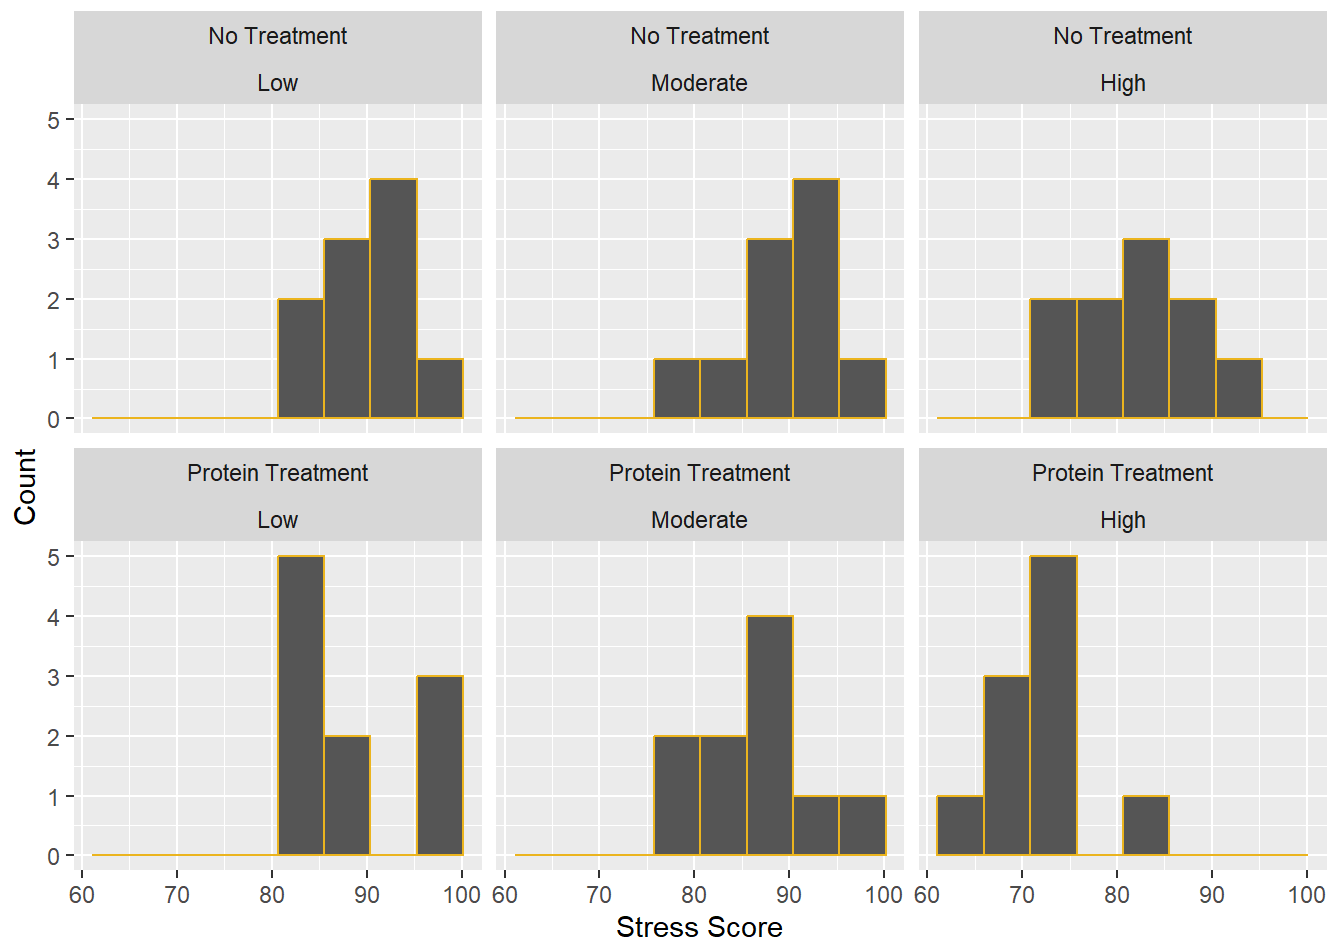 No Treatment
Low
No Treatment
Moderate
No Treatment
High
5
4
3
2
1
0
Protein Treatment
Low
Protein Treatment
Moderate
Protein Treatment
High
5
4
3
2
1
0
60 70 80 90 100
60 70 80 90 100
60 70 80 90 100
Stress Score
Count